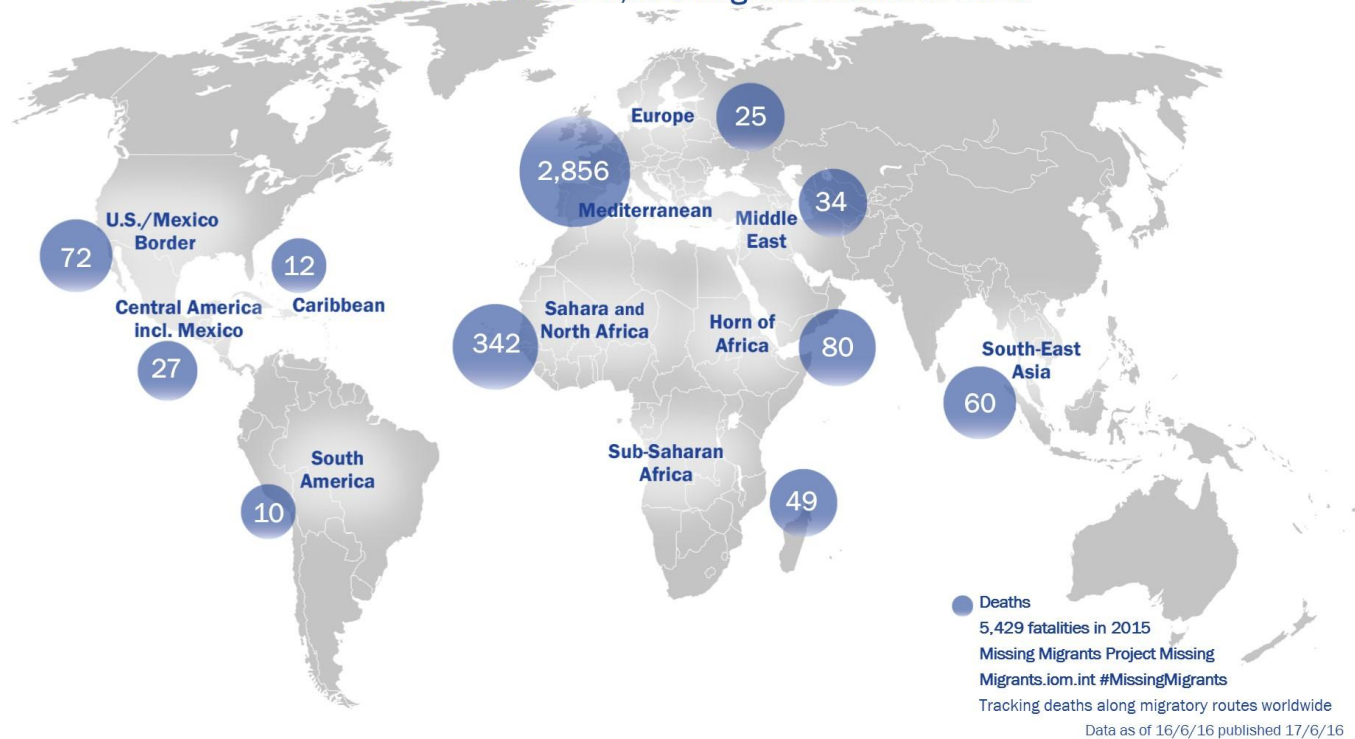 Europe
25
2,856
Mediterranean
Middle
East
34
U.S./Mexico
Border
72
12
Caribbean
Central America
incl. Mexico
27
342
Sahara and
North Africa
Horn of
Africa
80
South-East
Asia
60
South
America
10
Sub-Saharan
Africa
49
Deaths
5,429 fatalities in 2015
Missing Migrants Project Missing
Migrants.iom.int #MissingMigrants
Tracking deaths along migratory routes worldwide
Data as of 16/6/16 published 17/6/16